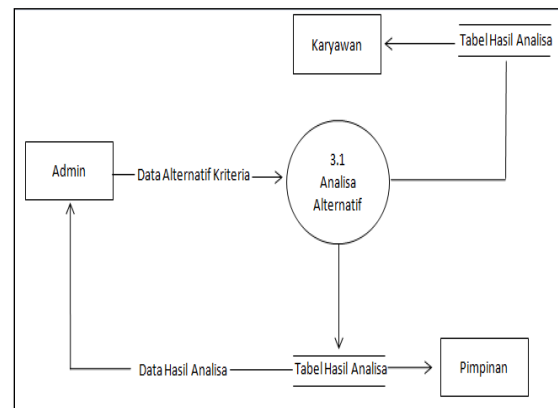 Karyawan
Tabel Hasil Analisa
Admin
Data Alternatif Kriteria
3.1
Analisa
Alternatif
Data Hasil Analisa
Tabel Hasil Analisa
Pimpinan